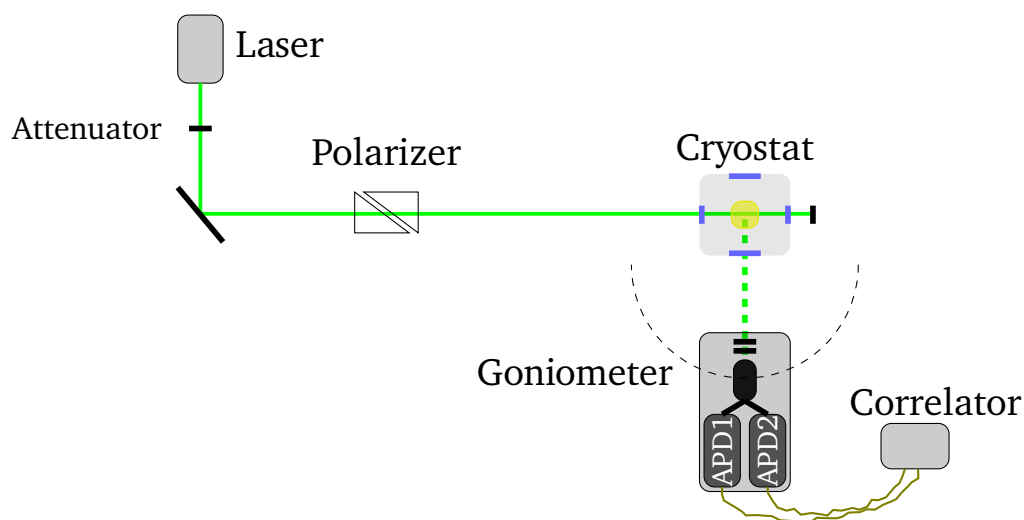 Laser
Attenuator
Polarizer
Cryostat
Goniometer
Correlator
APD1
APD2